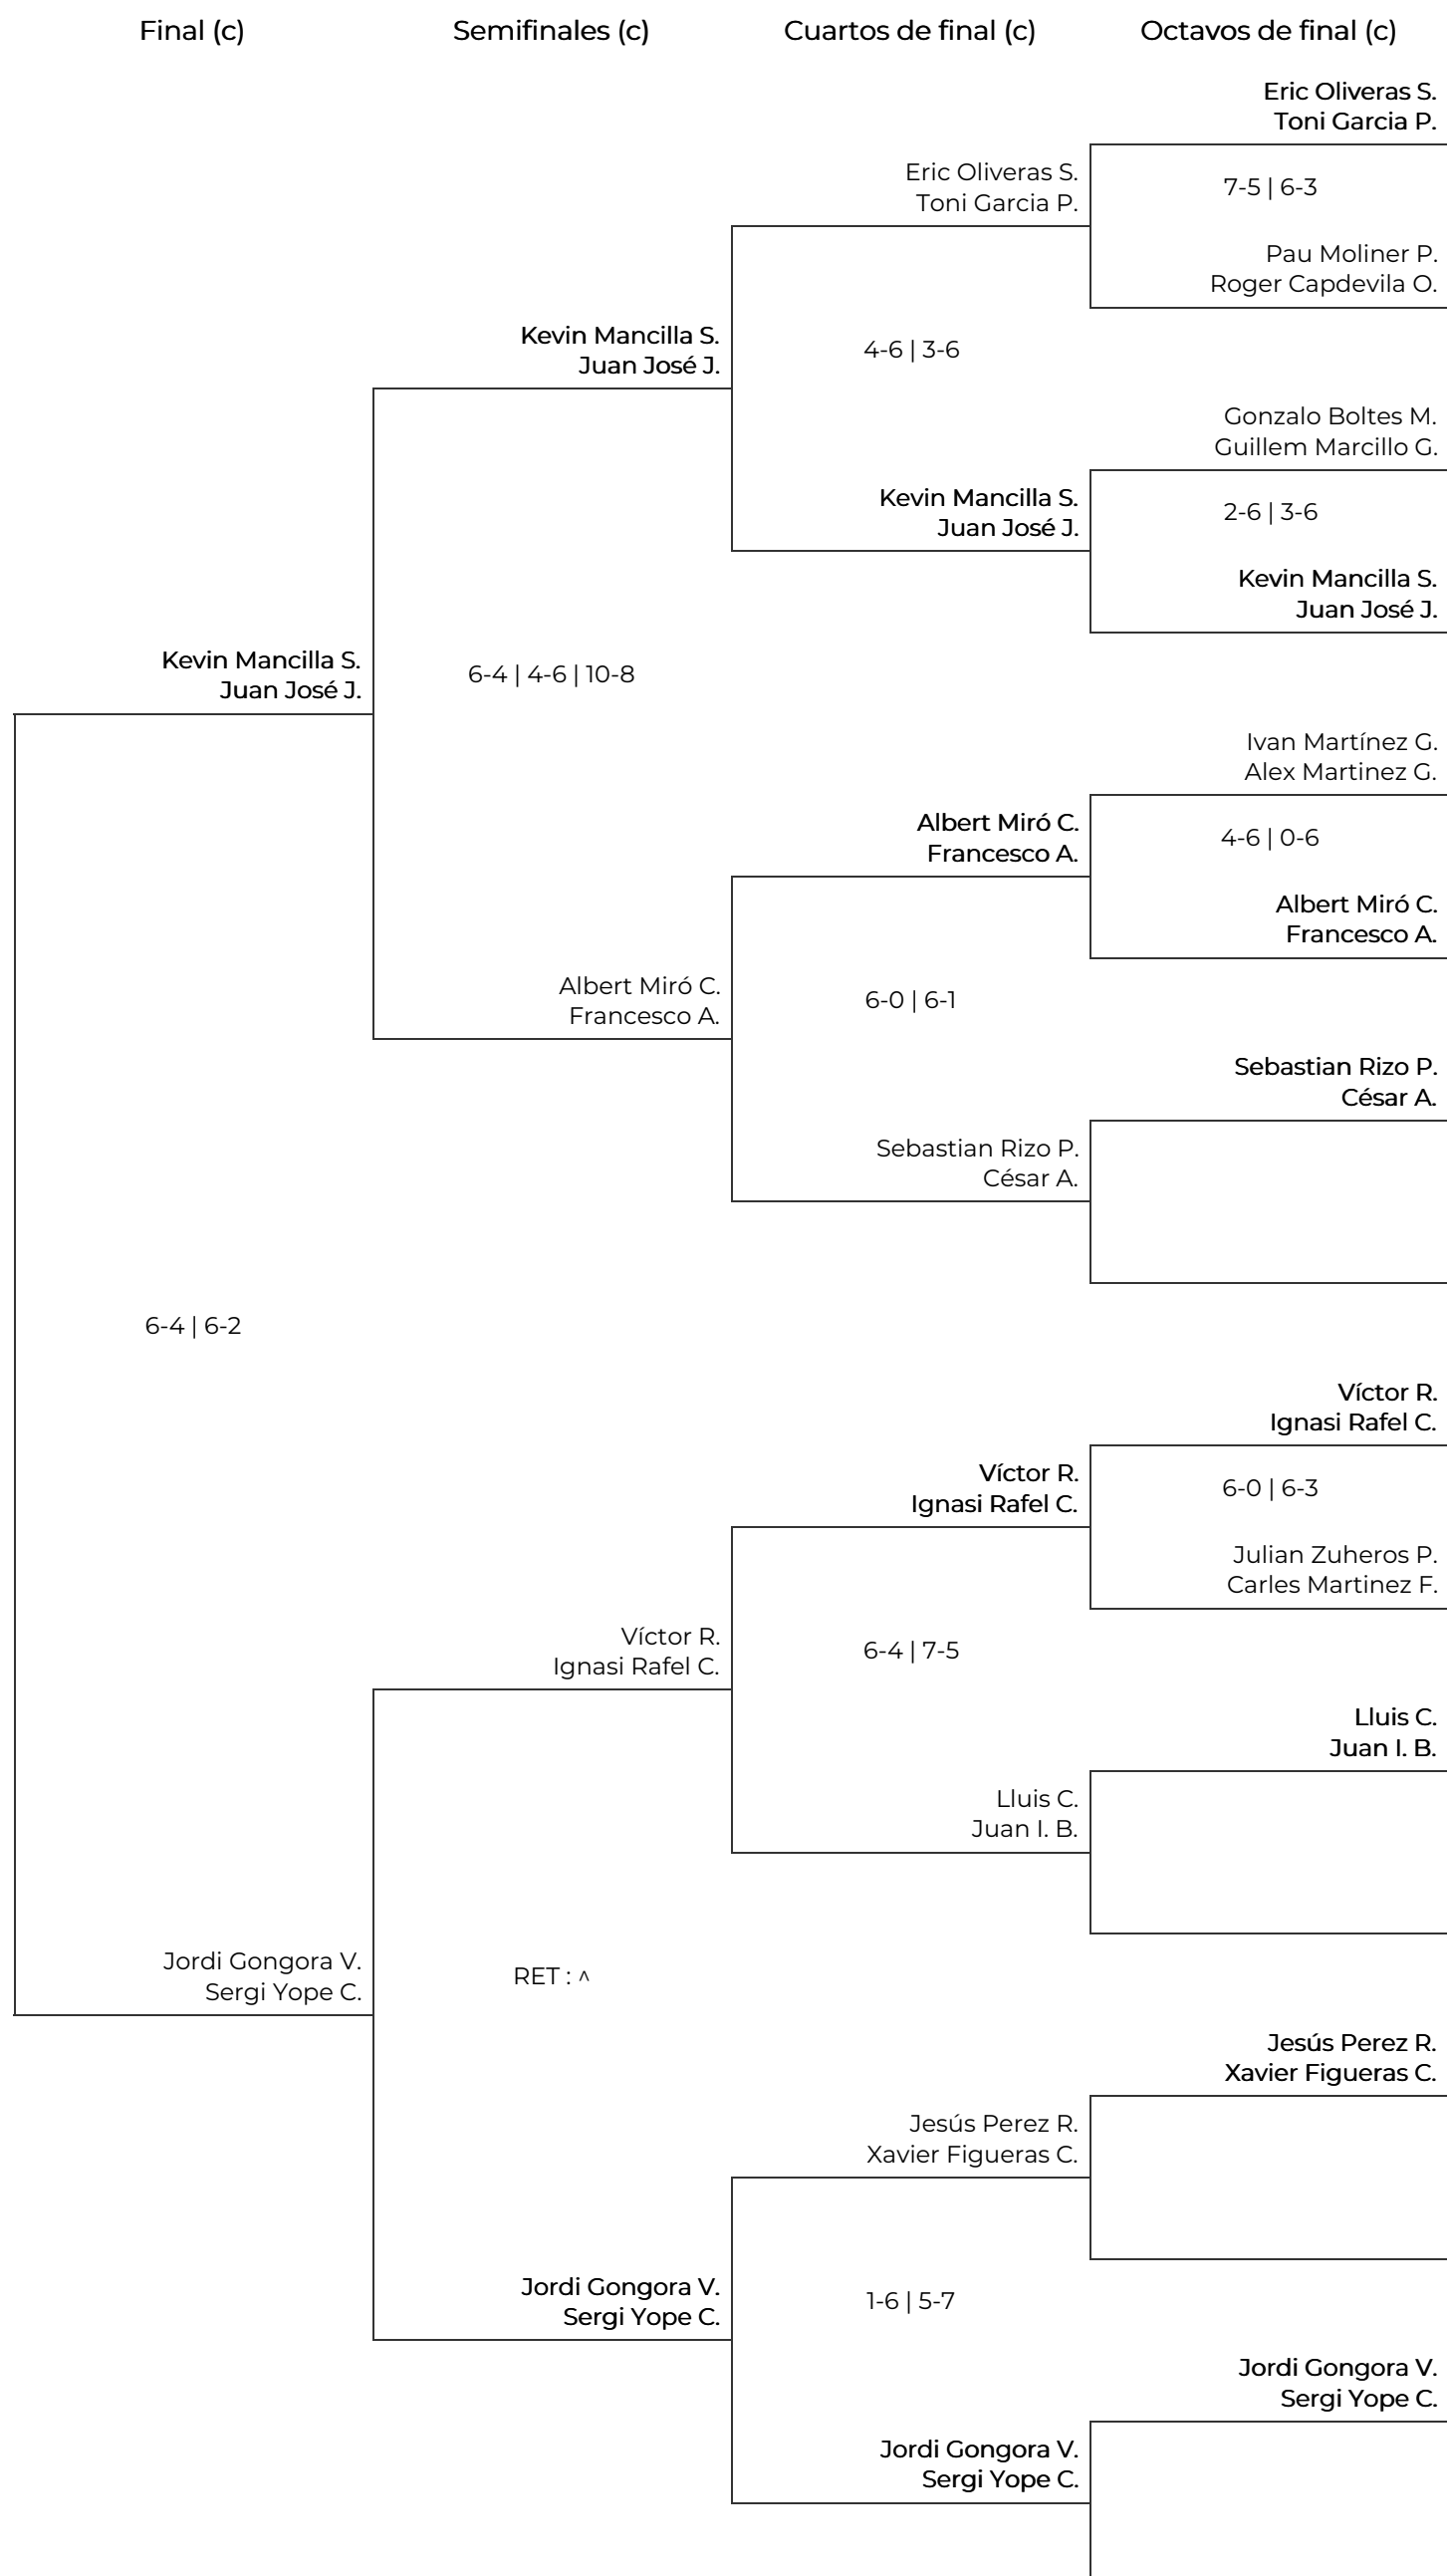 Final (c)
Semifinales (c)
Cuartos de final (c)
Octavos de final (c)
Eric Oliveras S.
Toni Garcia P.
7-5 | 6-3
Pau Moliner P.
Roger Capdevila O.
Gonzalo Boltes M.
Guillem Marcillo G.
2-6 | 3-6
Kevin Mancilla S.
Juan José J.
Ivan Martínez G.
Alex Martinez G.
4-6 | 0-6
Albert Miró C.
Francesco A.
Sebastian Rizo P.
César A.
Víctor R.
Ignasi Rafel C.
6-0 | 6-3
Julian Zuheros P.
Carles Martinez F.
Lluis C.
Juan I. B.
Jesús Perez R.
Xavier Figueras C.
Jordi Gongora V.
Sergi Yope C.
Eric Oliveras S.
Toni Garcia P.
4-6 | 3-6
Kevin Mancilla S.
Juan José J.
Albert Miró C.
Francesco A.
6-0 | 6-1
Sebastian Rizo P.
César A.
Víctor R.
Ignasi Rafel C.
6-4 | 7-5
Lluis C.
Juan I. B.
Jesús Perez R.
Xavier Figueras C.
1-6 | 5-7
Jordi Gongora V.
Sergi Yope C.
Kevin Mancilla S.
Juan José J.
6-4 | 4-6 | 10-8
Albert Miró C.
Francesco A.
Víctor R.
Ignasi Rafel C.
RET : ^
Jordi Gongora V.
Sergi Yope C.
Kevin Mancilla S.
Juan José J.
6-4 | 6-2
Jordi Gongora V.
Sergi Yope C.